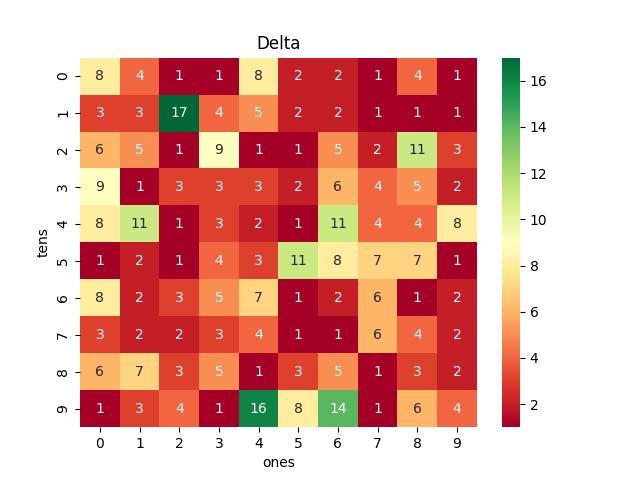 Delta
0 8 4 1 1 8 2 2 1 4 1
1 3 3 17 4 5 2 2 1 1 1
2 6 5 1 9 1 1 5 2 11 3
3 9 1 3 3 3 2 6 4 5 2
4 8 11 1 3 2 1 11 4 4 8
5 1 2 1 4 3 11 8 7 7 1
6 8 2 3 5 7 1 2 6 1 2
7 3 2 2 3 4 1 1 6 4 2
8 6 7 3 5 1 3 5 1 3 2
9 1 3 4 1 16 8 14 1 6 4
0 1 2 3 4 5 6 7 8 9
ones
tens
16
14
12
10
8
6
4
2